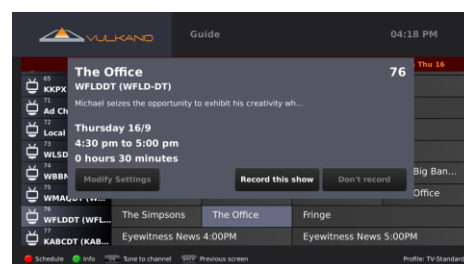 VULKANO
Guide
04:18 PM
Thu 16
65
KKPX
71
Ad Ch
72
Local
73
WLSD
74
WBBN
75
WMAQDT (W...
76
WFLDDT (WFL...
77
KABCDT (KAB...
The Office
76
WFLDDT (WFLD-DT)
Michael seizes the opportunity to exhibit his creativity wh...
Thursday 16/9
4:30 pm to 5:00 pm
0 hours 30 minutes
Modify Settings
Record this show
Don't record
Big Ban...
Office
The Simpsons
The Office
Fringe
Eyewitness News 4:00PM
Eyewitness News 5:00PM
Schedule
Info
Tune to channel
Previous screen
Profile: TV-Standard